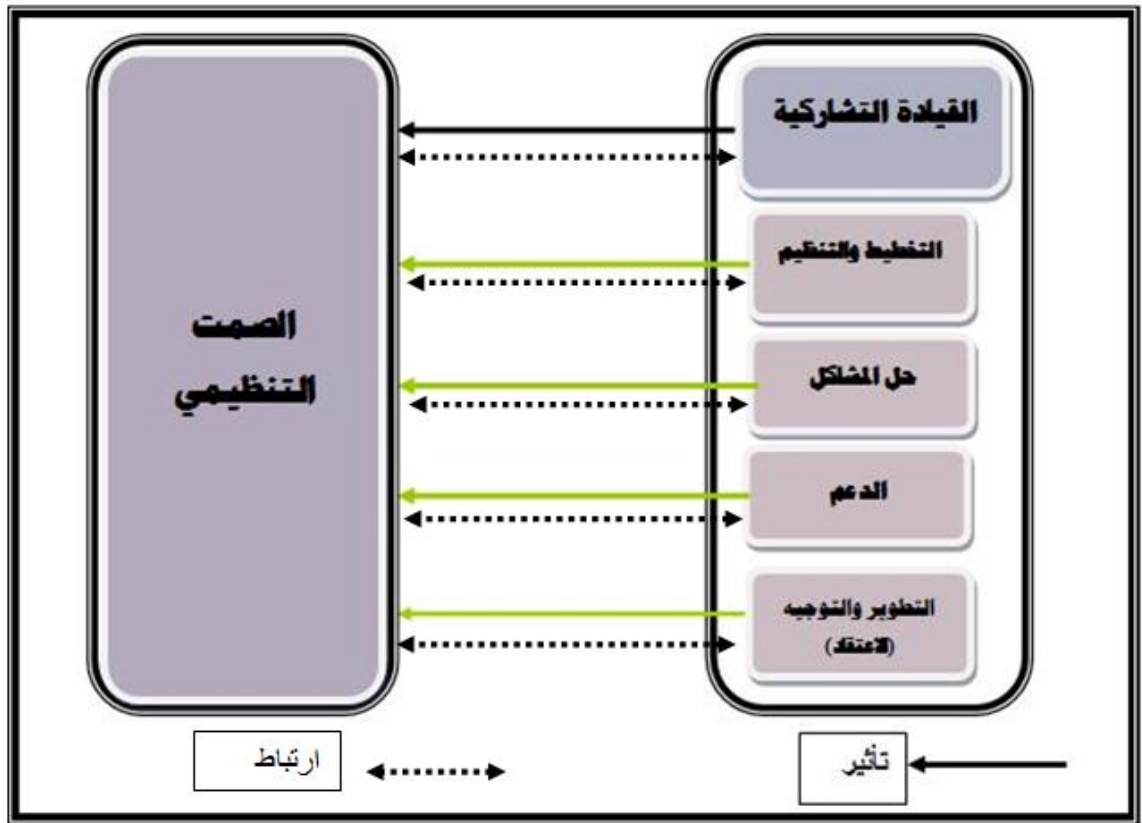 القيادة التشاركية
التخطيط والتنظيم
حل المشاكل
الدعم
التطوير والتوجيه
(الاعتقاد)
الصمت
التنظيمي
تأثير
ارتباط